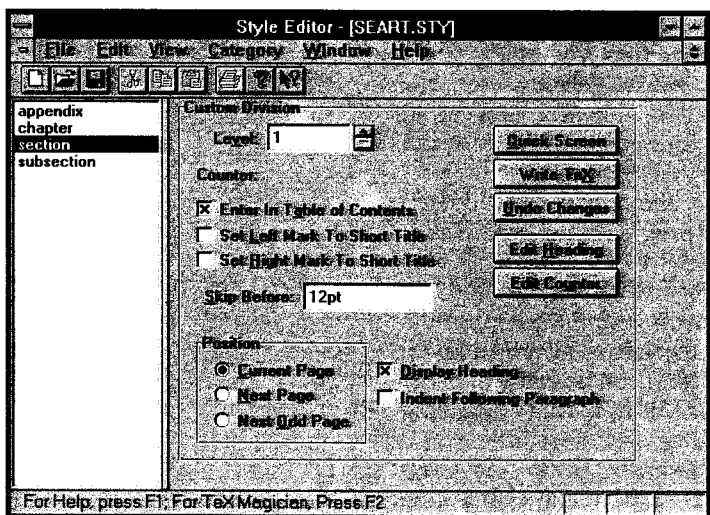 Style Editor - [SEART.STY]
File Edit View Category Window Help
appendix
chapter
section
subsection
Custom Division
Level: 1
Counter:
Enter In Table of Contents
Set Left Mark To Short Title
Set Right Mark To Short Title
Skip Before: 12pt
Position
Current Page
Next Page
Next Odd Page
Display Heading
Indent Following Paragraph
Quick Screen
Write TeX
Undo Changes
Edit Heading
Edit Counter
For Help, press F1; For TeX Magician, Press F2